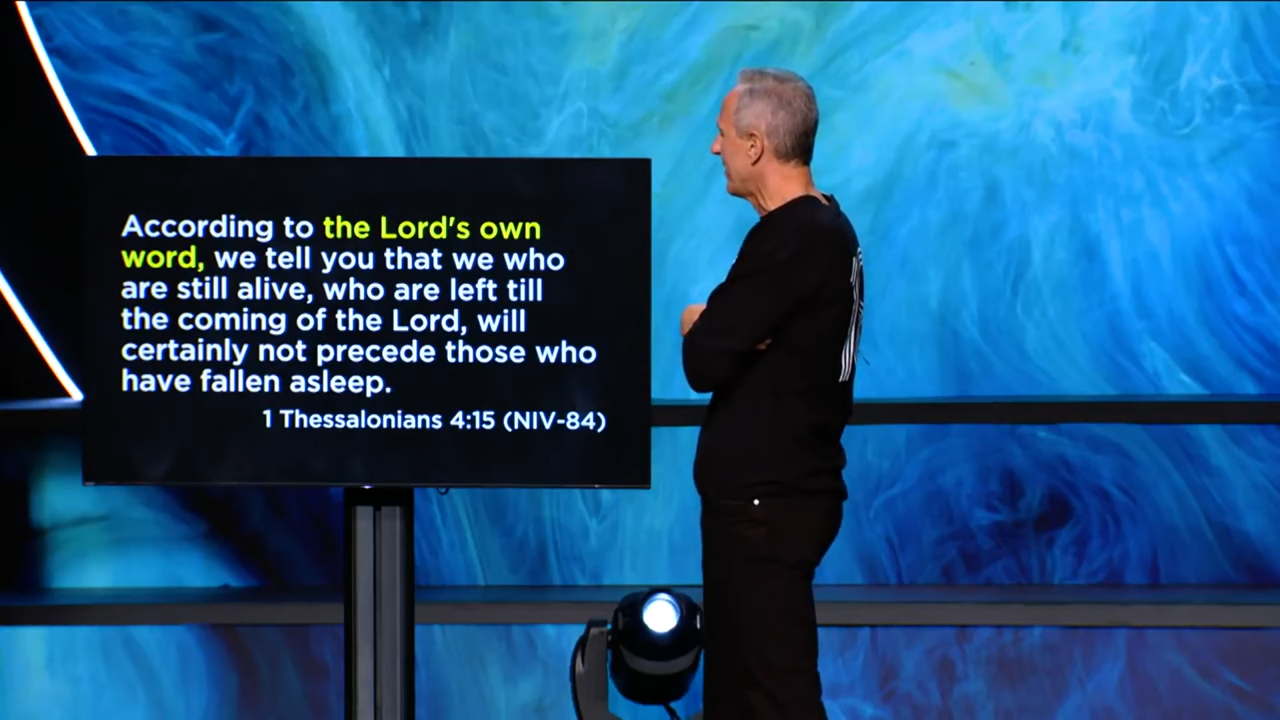 According to the Lord's own
word, we tell you that we who
are still alive, who are left till
the coming of the Lord, will
certainly not precede those who
have fallen asleep.
1 Thessalonians 4:15 (NIV-84)